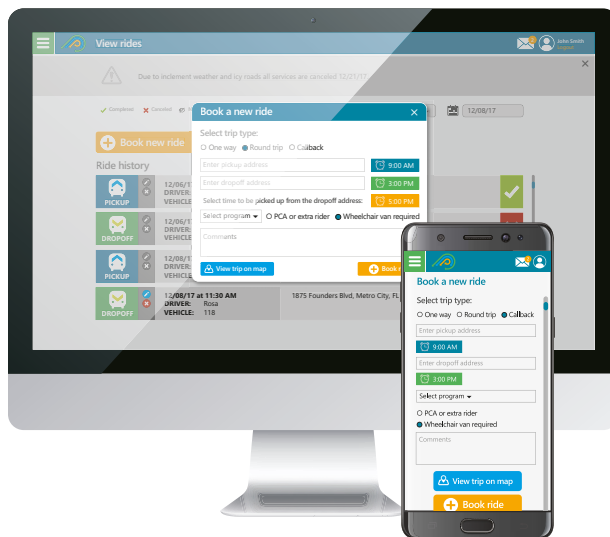 View rides
2
John Smith
Logout
Due to inclement weather and icy roads all services are canceled 12/21/17
Completed
Canceled
12/08/17
Book new ride
Ride history
PICKUP
12/06/17
DRIVER:
VEHICLE
DROPOFF
12/08/1
DRIVER:
VEHICLE
PICKUP
12/08/1
DRIVER:
VEHICLE
DROPOFF
12/08/17 at 11:30 AM
1875 Founders Blvd, Metro City, FL
DRIVER: Rosa
VEHICLE: 118
Book a new ride
Select trip type:
One way
Round trip
Callback
Enter pickup address
9:00 AM
Enter dropoff address
3:00 PM
Select time to be picked up from the dropoff address:
5:00 PM
Select program
PCA or extra rider
Wheelchair van required
Comments
View trip on map
Book r
Book a new ride
Select trip type:
One way
Round trip
Callback
Enter pickup address
9:00 AM
Enter dropoff address
3:00 PM
Select program
PCA or extra rider
Wheelchair van required
Comments
View trip on map
Book ride